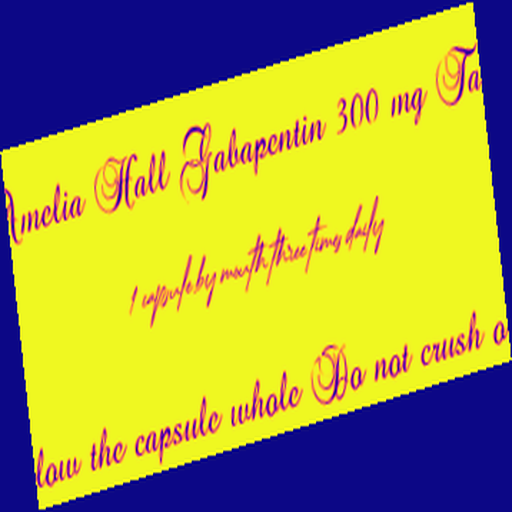 Amelia Hall Gabapentin 300 mg Ta
1 capsule by mouth three times daily
low the capsule whole Do not crush o